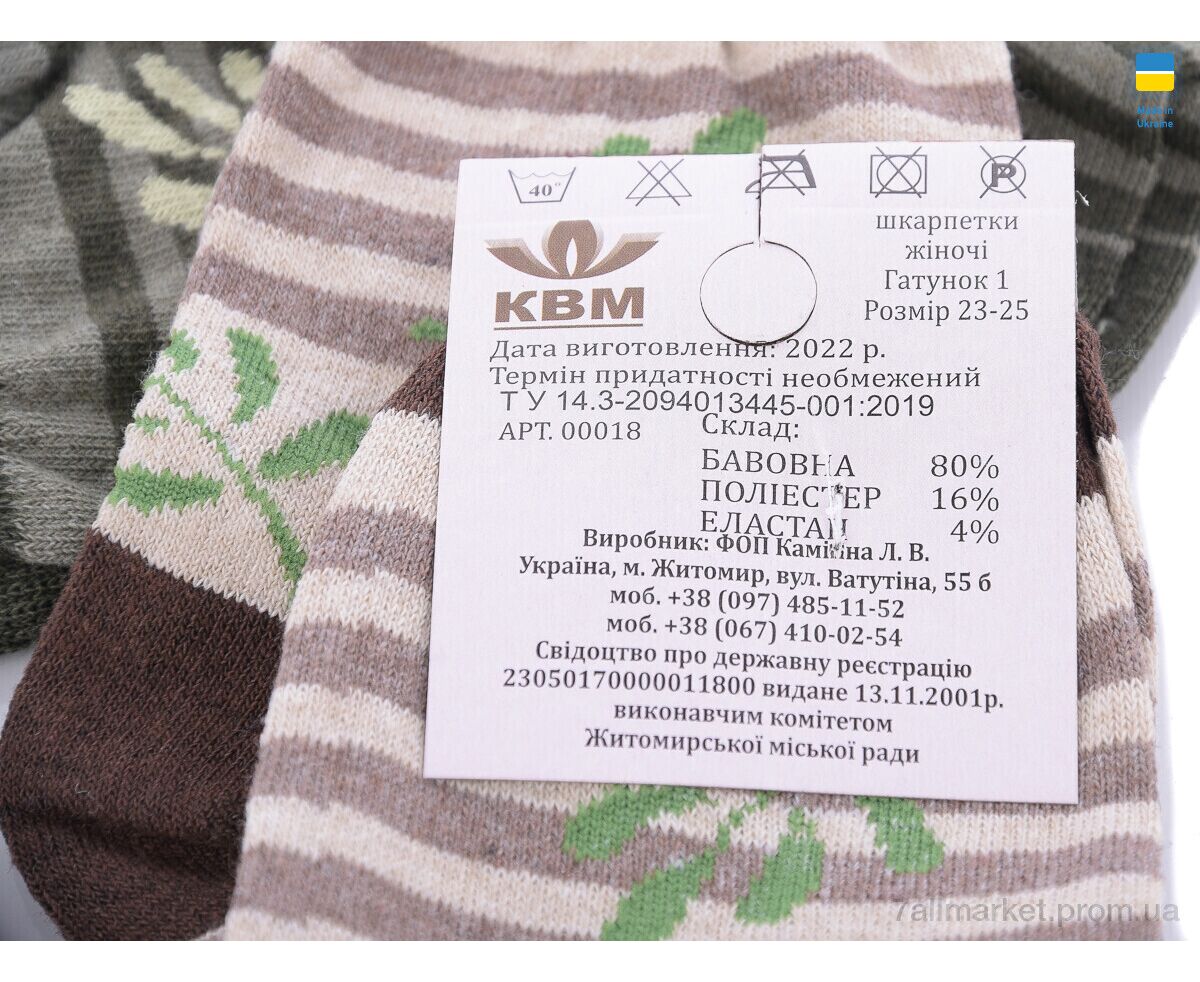 Made in
Ukraine
40°
P
шкарпетки
жіночі
Гатунок 1
Розмір 23-25
КВМ
Дата виготовлення: 2022 р.
Термін придатності необмежений
Т У 14.3-2094013445-001:2019
АРТ. 00018
Склад:
БАВОВНА 80%
ПОЛІЕСТЕР 16%
ЕЛАСТАН 4%
Виробник: ФОП Л. В.
Україна, м. Житомир, вул. Ватутіна, 55 б
моб. +38 (097) 485-11-52
моб. +38 (067) 410-02-54
Свідоцтво про державну реєстрацію
23050170000011800 видане 13.11.2001р.
виконавчим комітетом
Житомирської міської ради
7allmarket.prom.ua